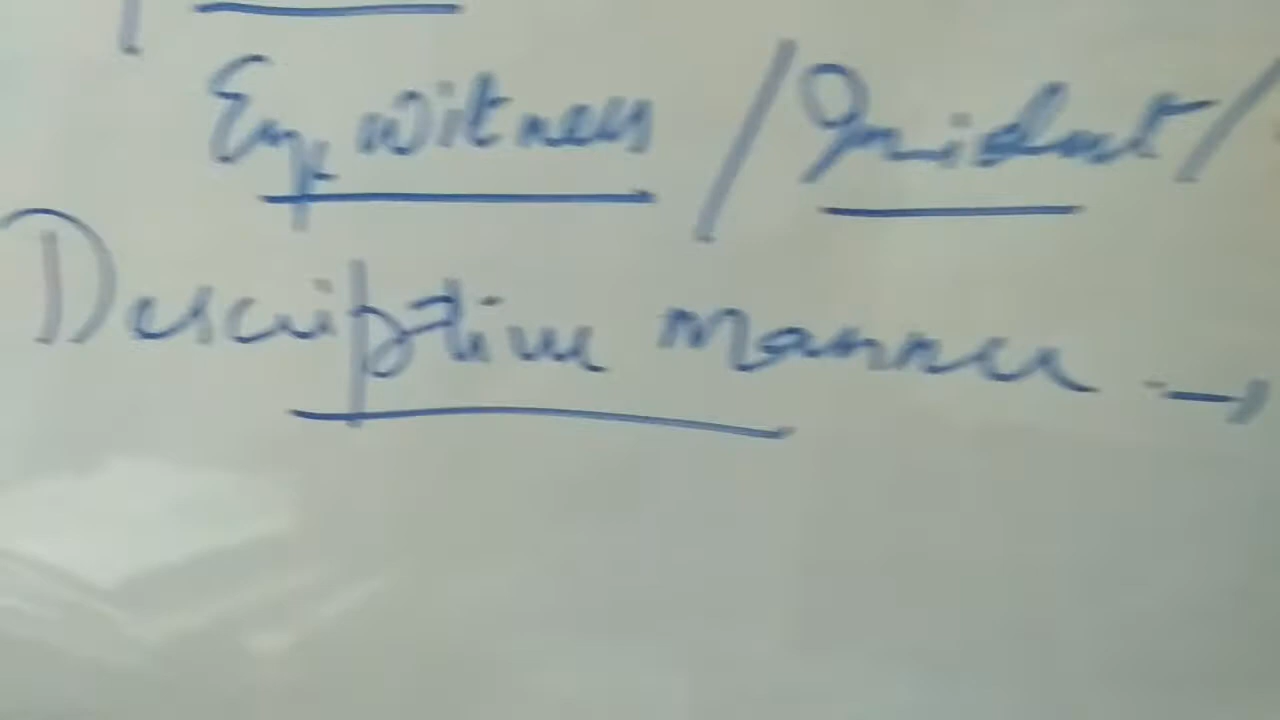 Eye witness / Incident /
Descriptive manner →